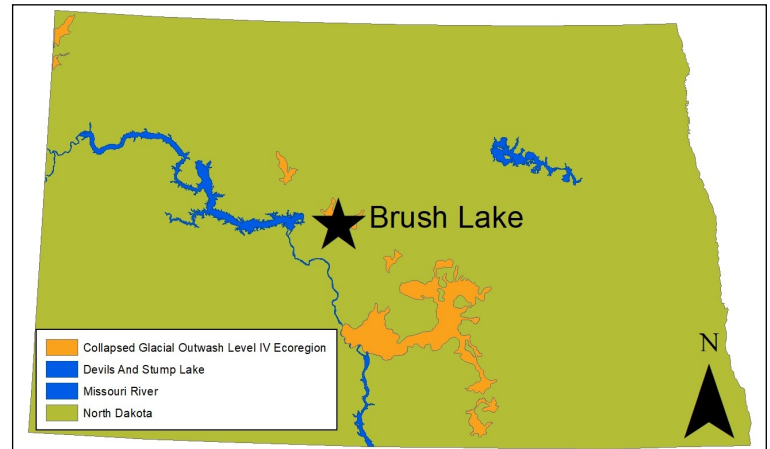 Brush Lake
N
Collapsed Glacial Outwash Level IV Ecoregion
Devils And Stump Lake
Missouri River
North Dakota